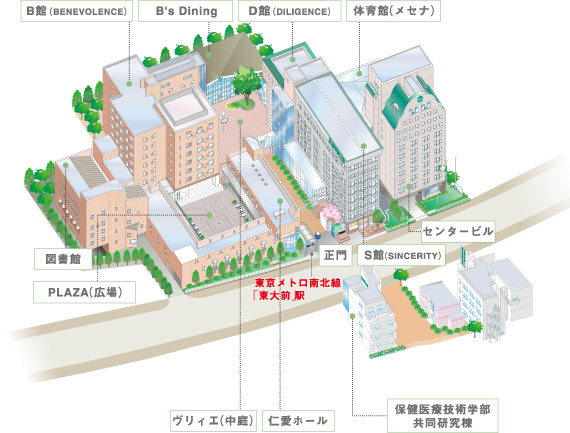 B館(BENEVOLENCE)
B's Dining
D館(DILIGENCE)
体育館(メセナ)
センタービル
図書館
正門
S館(SINCERITY)
PLAZA(広場)
東京メトロ南北線
「東大前」駅
ヴリィエ(中庭)
仁愛ホール
保健医療技術学部
共同研究棟